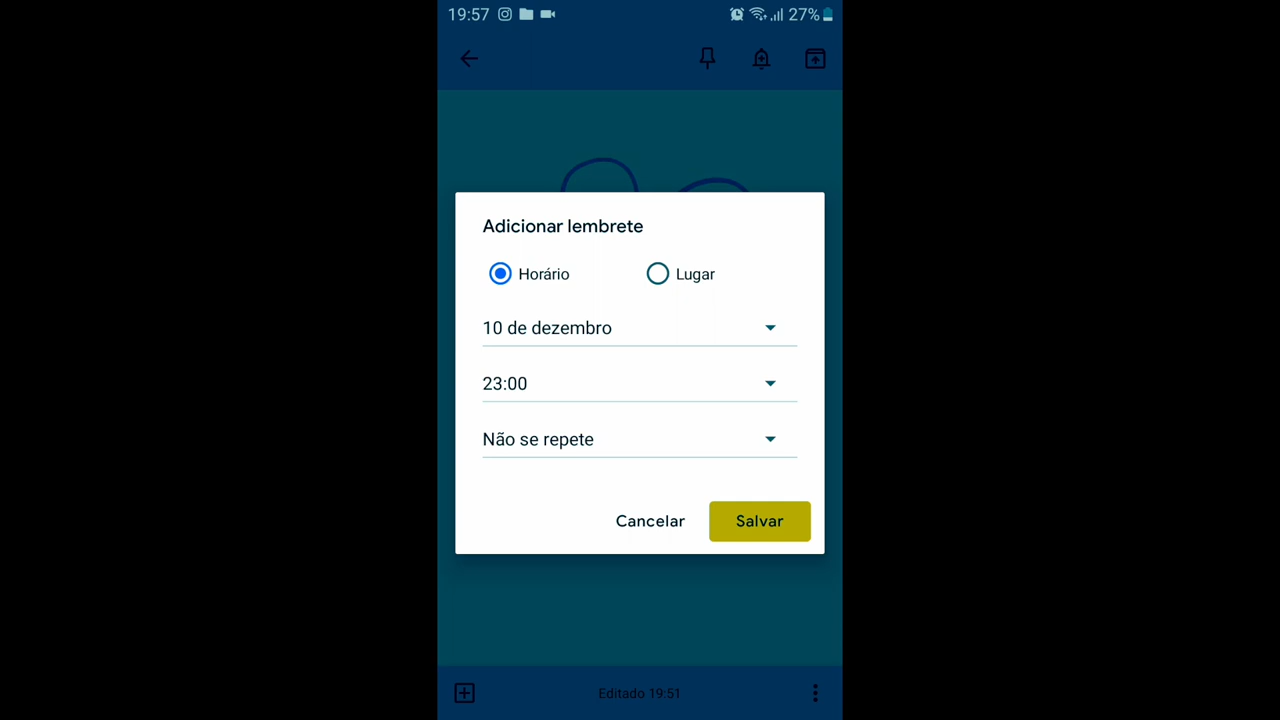 19:57 27%
Adicionar lembrete
Horário Lugar
10 de dezembro
23:00
Não se repete
Cancelar Salvar
Editado 19:51